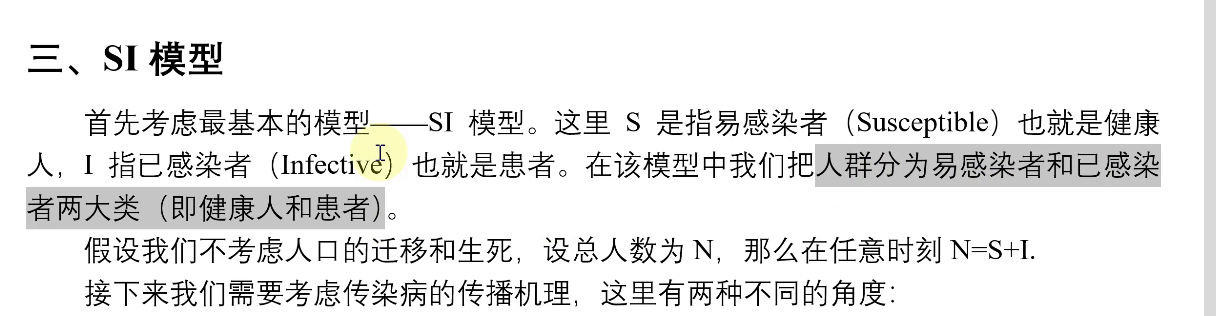 三、SI 模型
首先考虑最基本的模型——SI 模型。这里 S 是指易感染者（Susceptible）也就是健康
人，I 指已感染者（Infective）也就是患者。在该模型中我们把人群分为易感染者和已感染
者两大类（即健康人和患者）。
假设我们不考虑人口的迁移和生死，设总人数为 N，那么在任意时刻 N=S+I.
接下来我们需要考虑传染病的传播机理，这里有两种不同的角度：